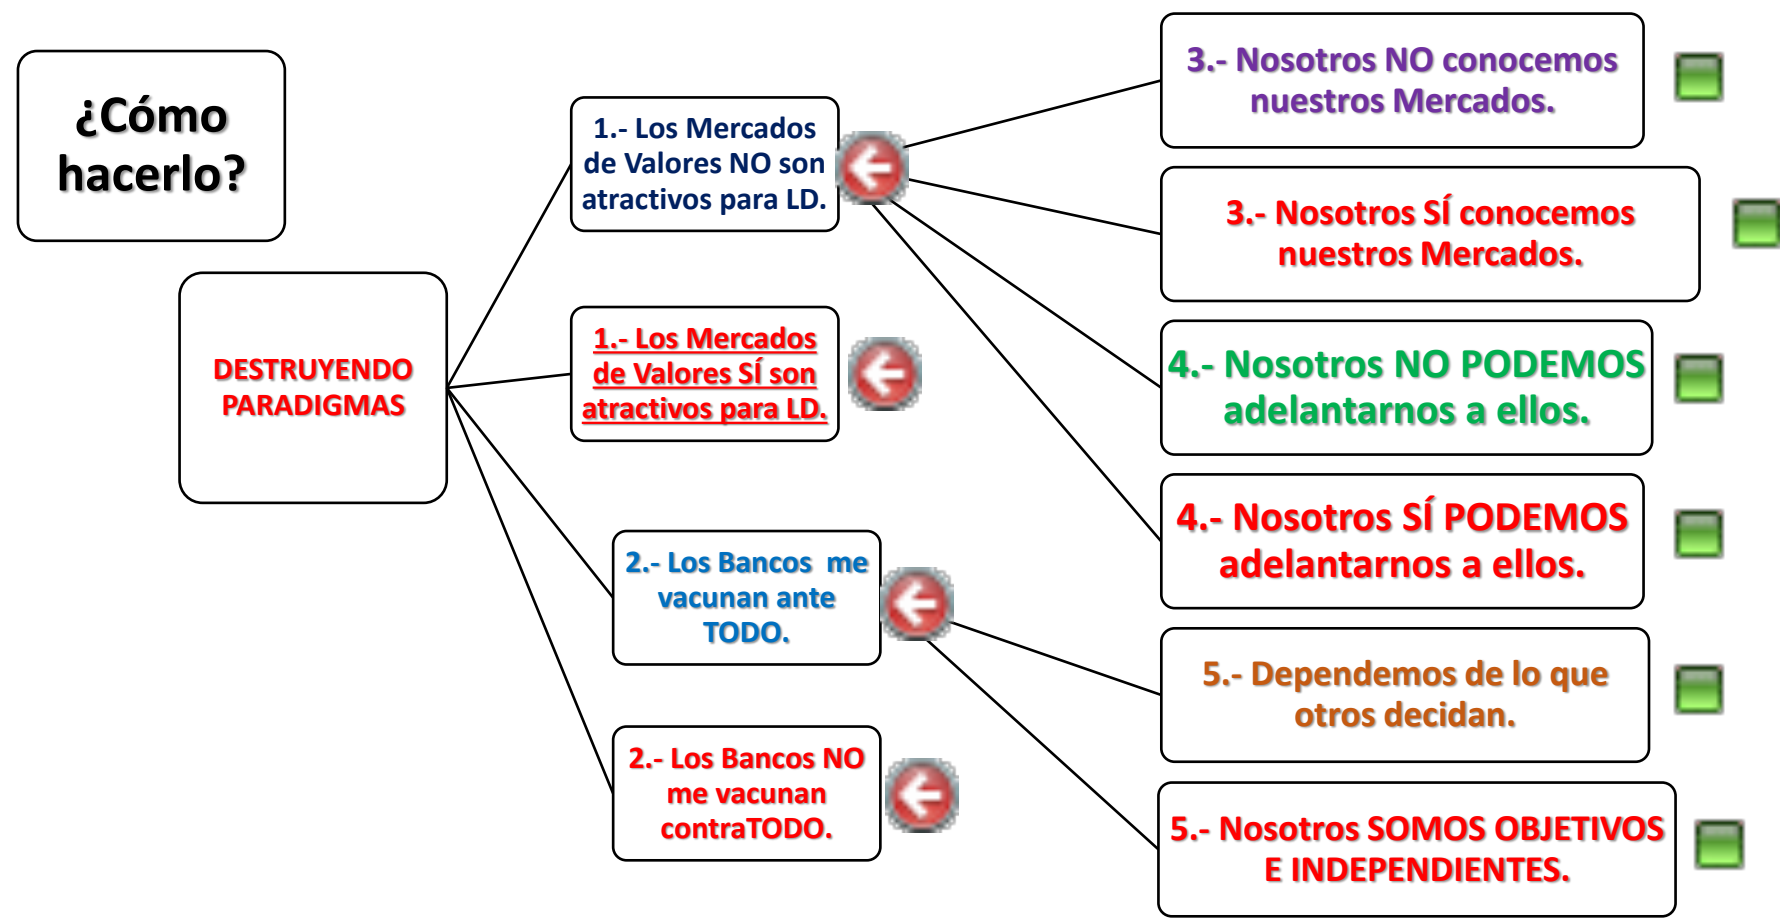 ¿Cómo
hacerlo?
DESTRUYENDO
PARADIGMAS
1.- Los Mercados
de Valores NO son
atractivos para LD.
1.- Los Mercados
de Valores SÍ son
atractivos para LD.
2.- Los Bancos  me
vacunan ante
TODO.
2.- Los Bancos NO
me vacunan
contraTODO.
3.- Nosotros NO conocemos
nuestros Mercados.
3.- Nosotros SÍ conocemos
nuestros Mercados.
4.- Nosotros NO PODEMOS
adelantarnos a ellos.
4.- Nosotros SÍ PODEMOS
adelantarnos a ellos.
5.- Dependemos de lo que
otros decidan.
5.- Nosotros SOMOS OBJETIVOS
E INDEPENDIENTES.